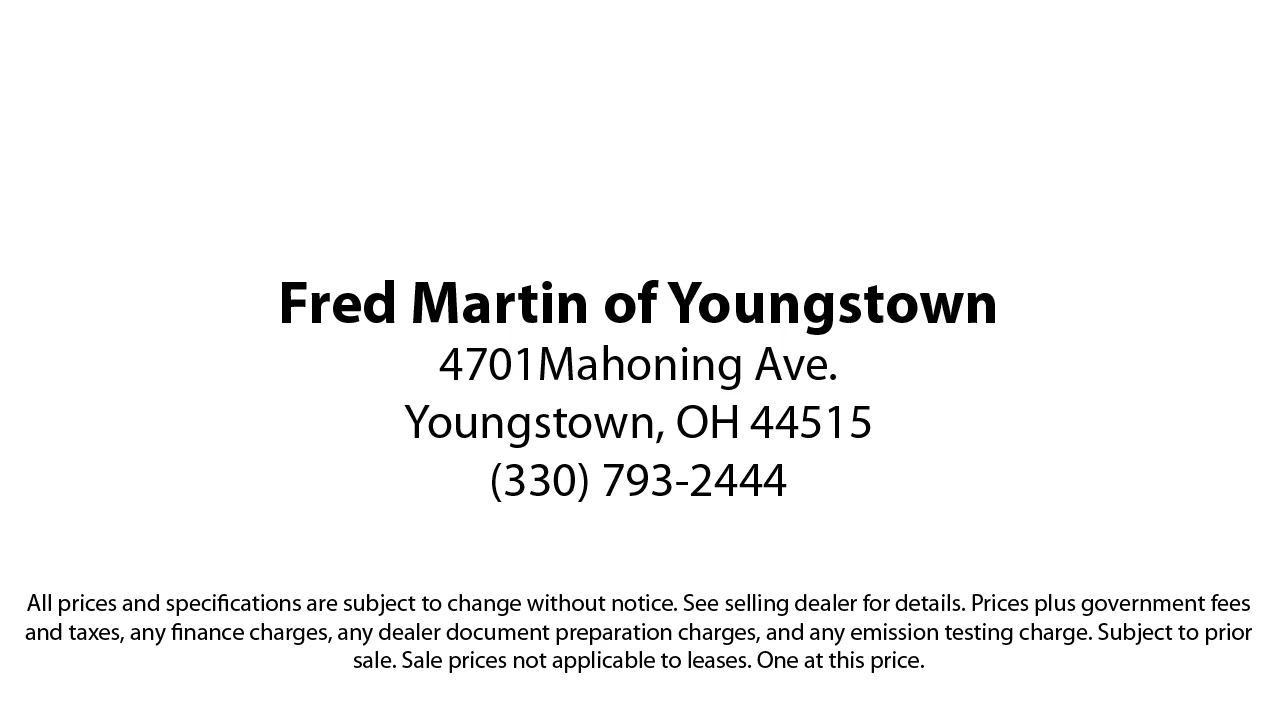 Fred Martin of Youngstown
4701Mahoning Ave.
Youngstown, OH 44515
(330) 793-2444
All prices and specifications are subject to change without notice. See selling dealer for details. Prices plus government fees
and taxes, any finance charges, any dealer document preparation charges, and any emission testing charge. Subject to prior
sale. Sale prices not applicable to leases. One at this price.